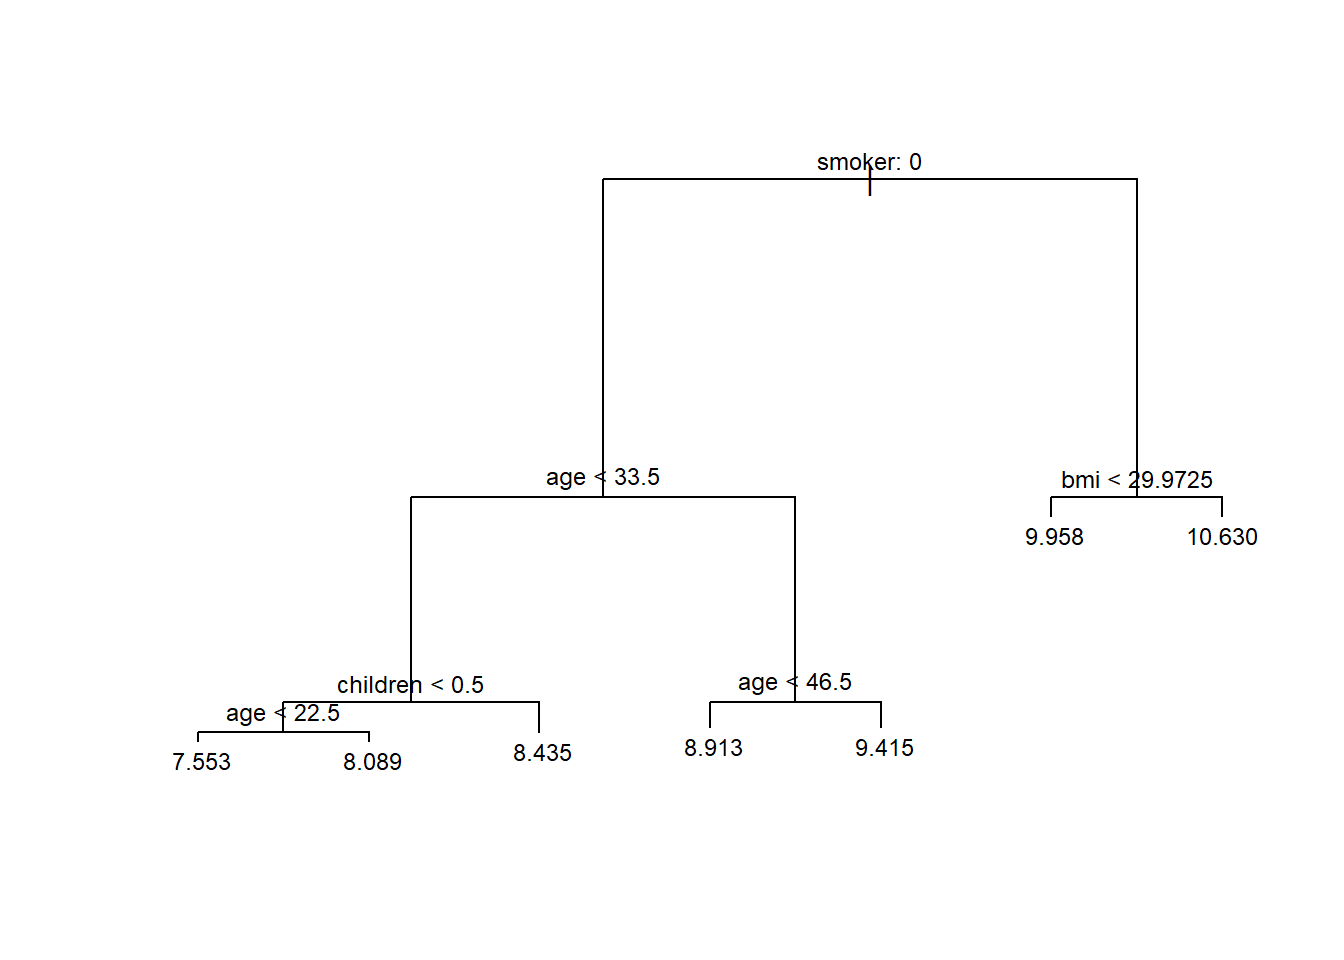 smoker: 0
age < 33.5
bmi < 29.9725
9.958
10.630
children < 0.5
age < 46.5
age < 22.5
7.553
8.089
8.435
8.913
9.415